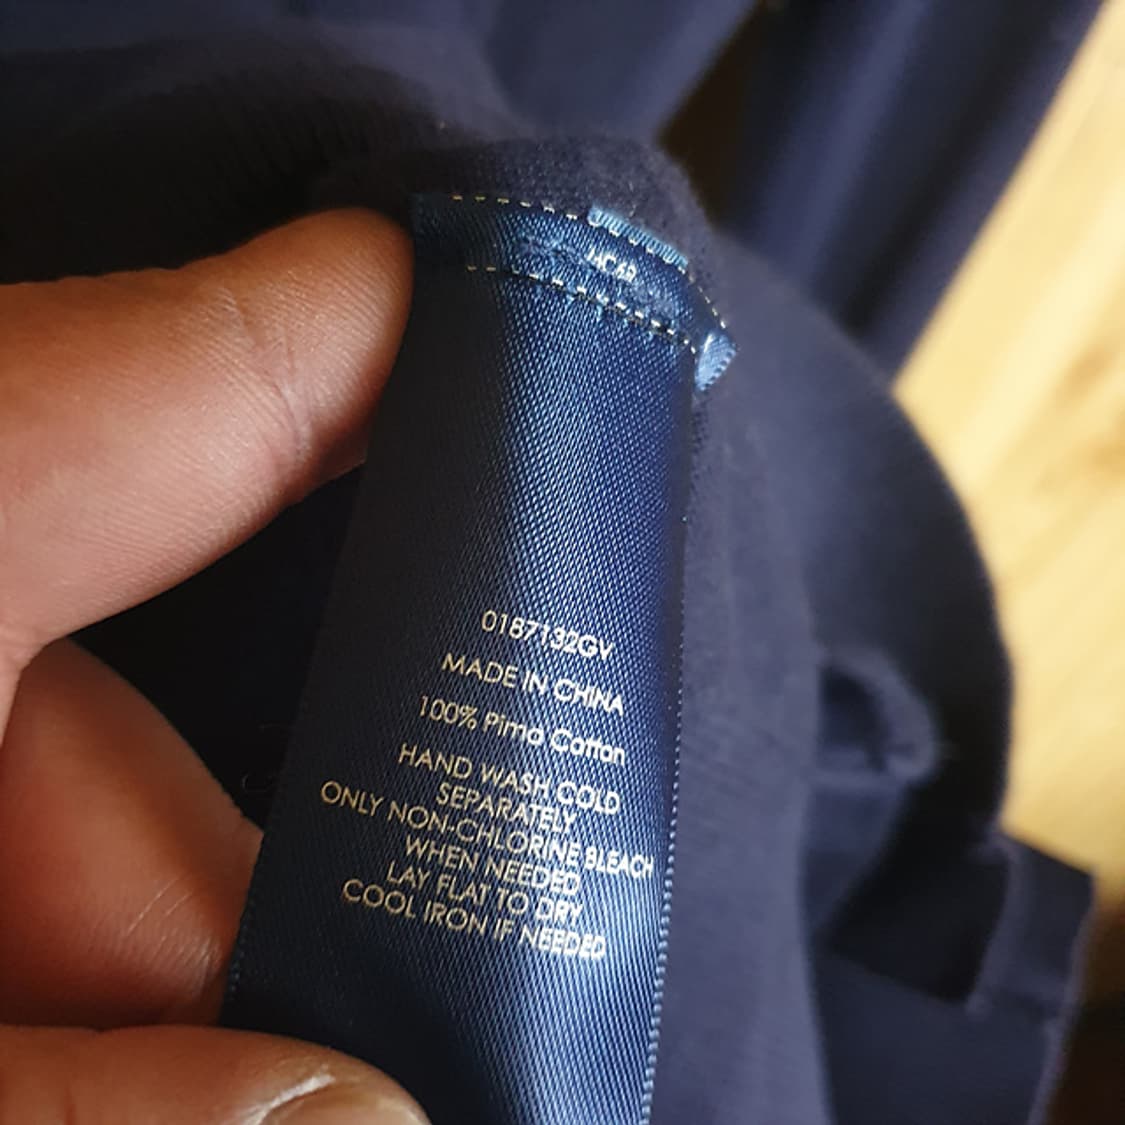 0187132GV
MADE IN CHINA
100% Pima Cotton
HAND WASH COLD
SEPARATELY
ONLY NON-CHLORINE BLEACH
WHEN NEEDED
LAY FLAT TO DRY
COOL IRON IF NEEDED